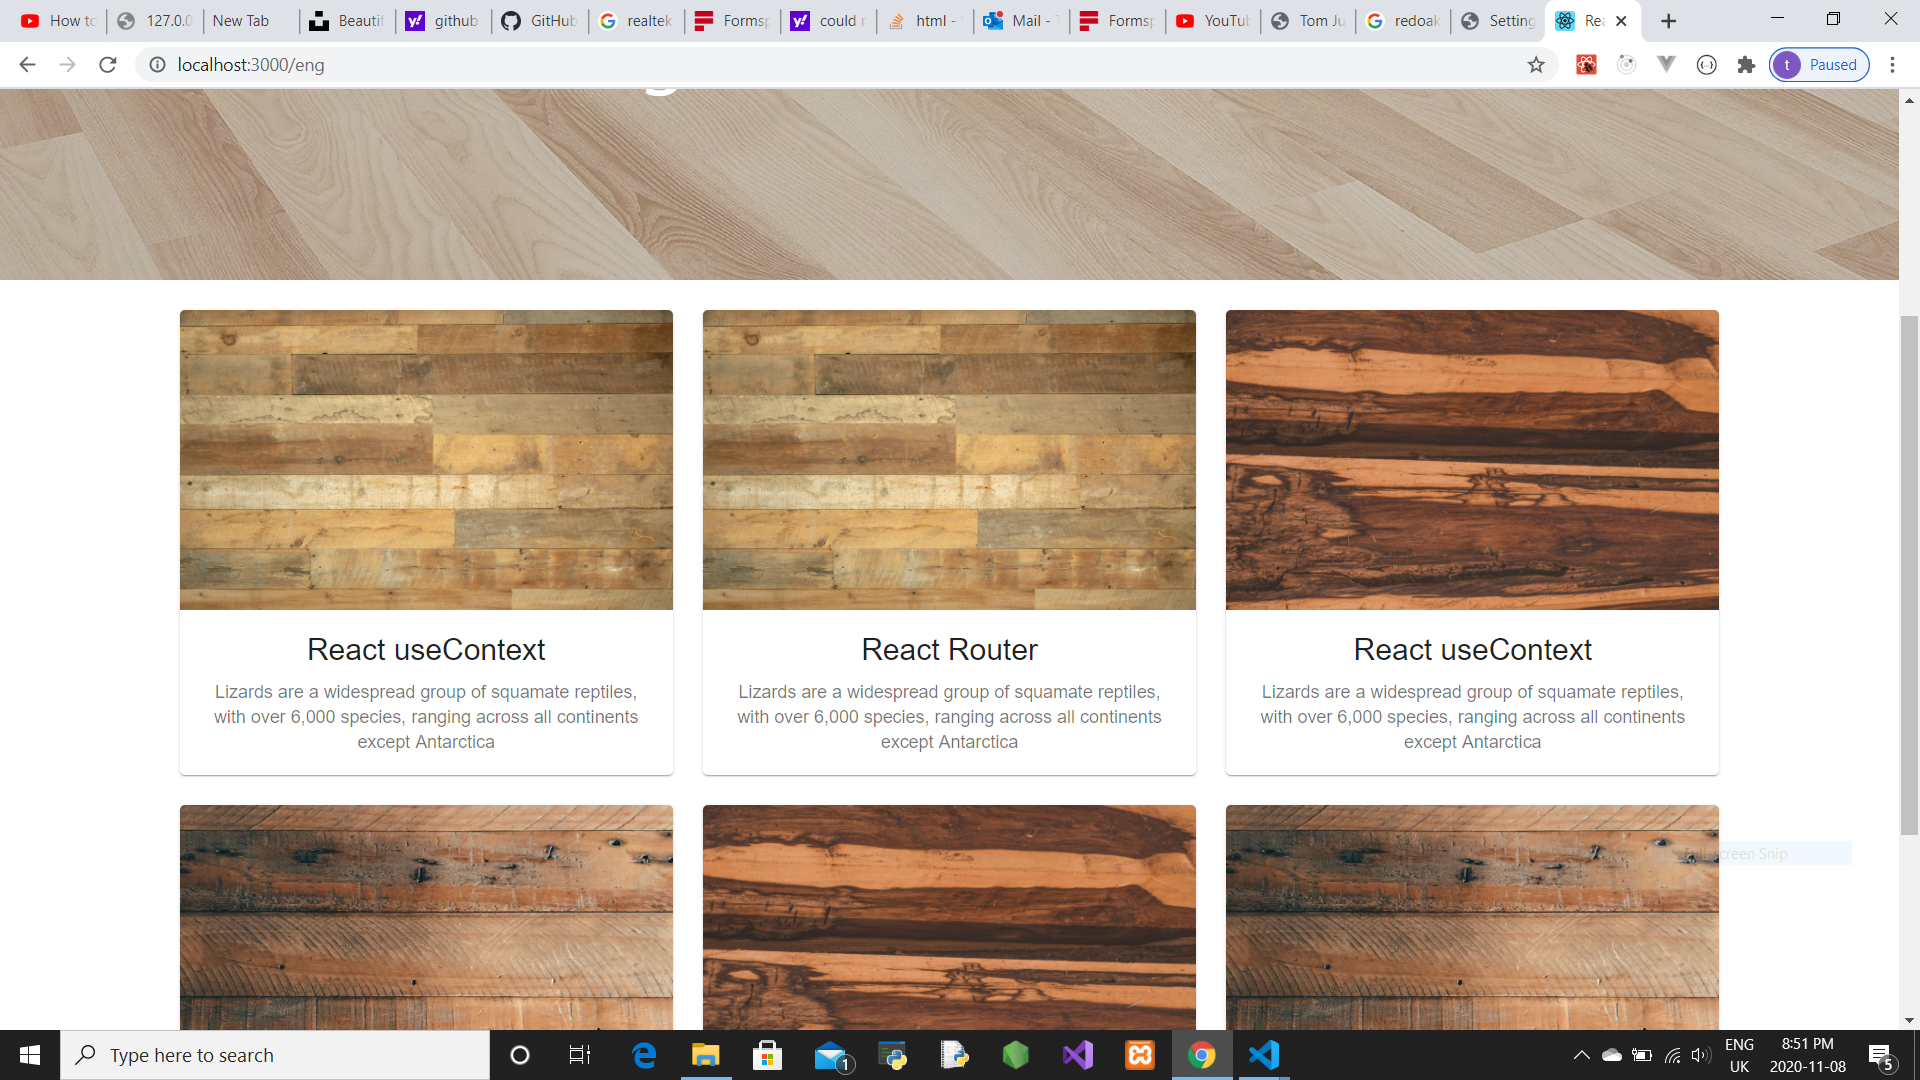 How to
127.0.0
New Tab
Beautif
github
GitHub
realtek
Formsp
could n
html -
Mail -
Formsp
YouTub
Tom Ju
redoak
Setting
Rea
localhost:3000/eng
t
Paused
React useContext
Lizards are a widespread group of squamate reptiles,
with over 6,000 species, ranging across all continents
except Antarctica
React Router
Lizards are a widespread group of squamate reptiles,
with over 6,000 species, ranging across all continents
except Antarctica
React useContext
Lizards are a widespread group of squamate reptiles,
with over 6,000 species, ranging across all continents
except Antarctica
Full-screen Snip
Type here to search
1
ENG
UK
8:51 PM
2020-11-08
5